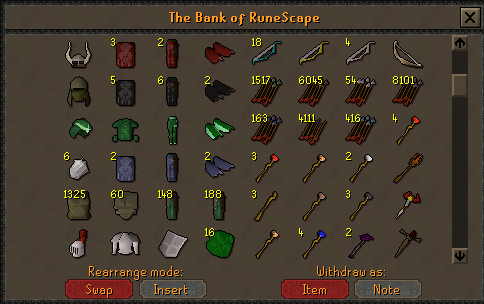 The Bank of RuneScape
3 2 18 4
5 6 2 1517 6045 54 8101
163 4111 416 4
6 2 2 3 2
1325 60 148 188 3 3
16 4 2
Rearrange mode: Withdraw as:
Swap Insert Item Note